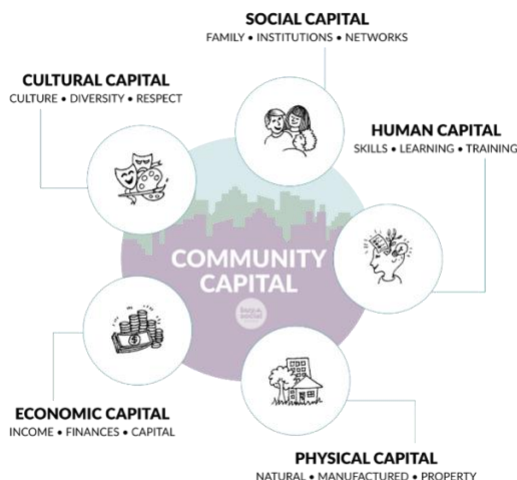 SOCIAL CAPITAL
FAMILY • INSTITUTIONS • NETWORKS
CULTURAL CAPITAL
CULTURE • DIVERSITY • RESPECT
HUMAN CAPITAL
SKILLS • LEARNING • TRAINING
COMMUNITY
CAPITAL
ECONOMIC CAPITAL
INCOME • FINANCES • CAPITAL
PHYSICAL CAPITAL
NATURAL • MANUFACTURED • PROPERTY